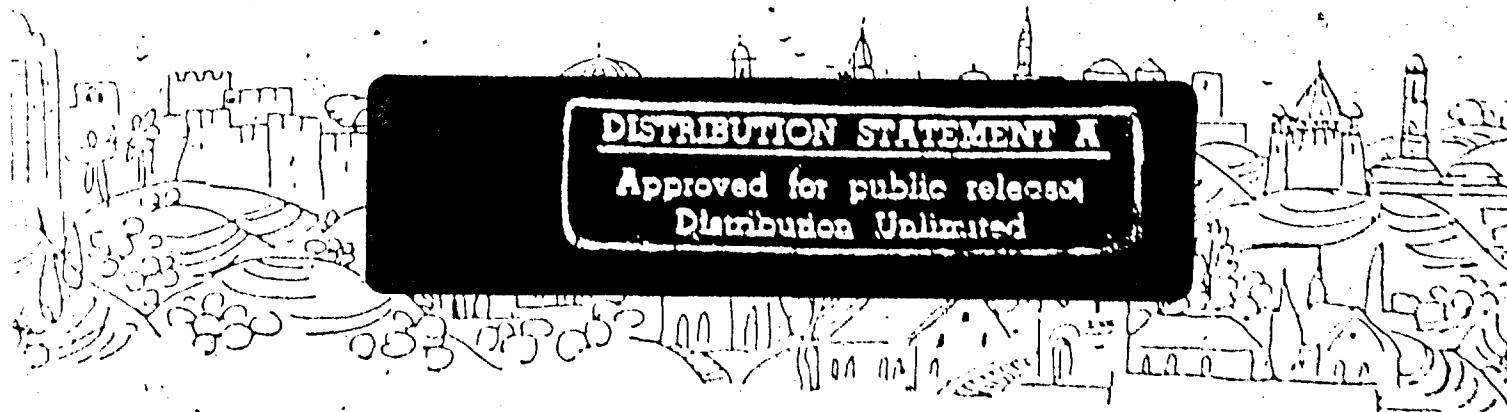 DISTRIBUTION STATEMENT A
Approved for public release;
Distribution Unlimited